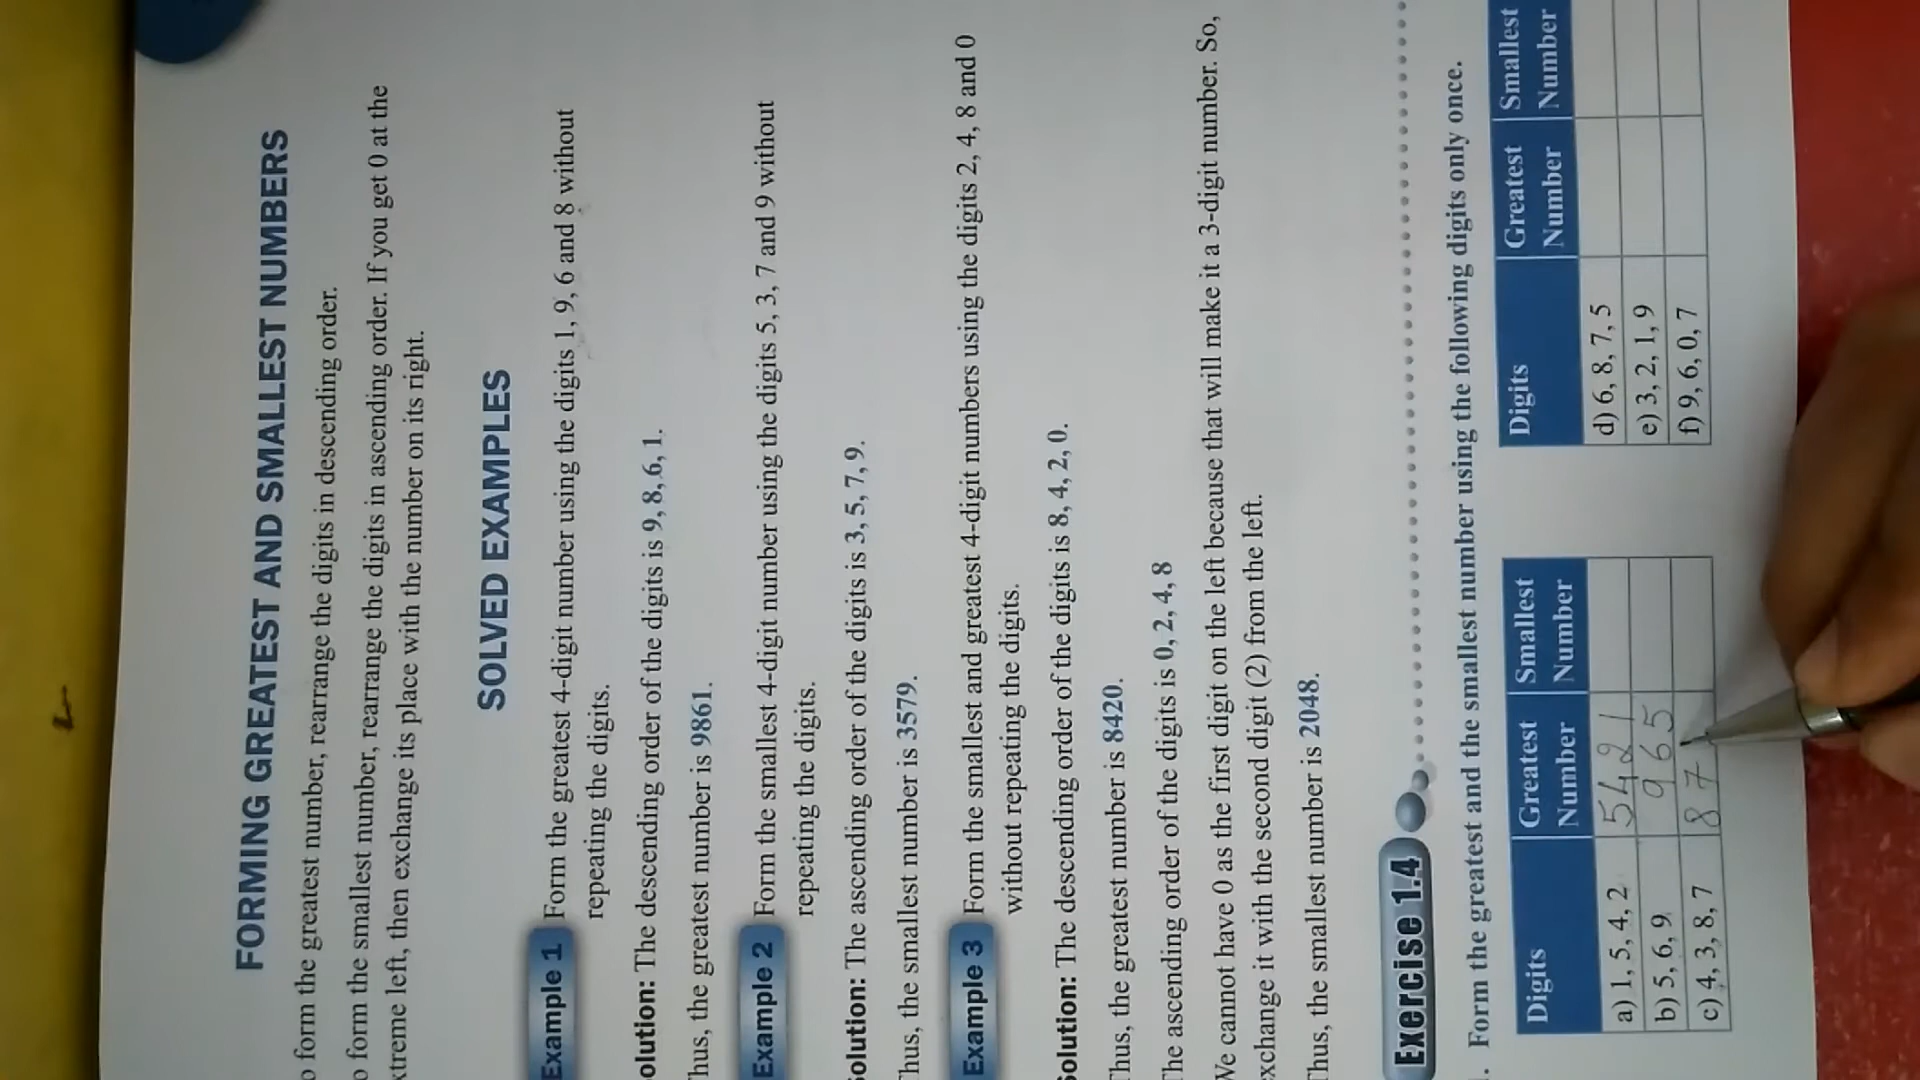 FORMING GREATEST AND SMALLEST NUMBERS
o form the greatest number, rearrange the digits in descending order.
o form the smallest number, rearrange the digits in ascending order. If you get 0 at the
xtreme left, then exchange its place with the number on its right.
SOLVED EXAMPLES
Example 1 Form the greatest 4-digit number using the digits 1, 9, 6 and 8 without
repeating the digits.
olution: The descending order of the digits is 9, 8, 6, 1.
hus, the greatest number is 9861.
Example 2 Form the smallest 4-digit number using the digits 5, 3, 7 and 9 without
repeating the digits.
olution: The ascending order of the digits is 3, 5, 7, 9.
hus, the smallest number is 3579.
Example 3 Form the smallest and greatest 4-digit numbers using the digits 2, 4, 8 and 0
without repeating the digits.
Solution: The descending order of the digits is 8, 4, 2, 0.
Thus, the greatest number is 8420.
The ascending order of the digits is 0, 2, 4, 8
We cannot have 0 as the first digit on the left because that will make it a 3-digit number. So,
exchange it with the second digit (2) from the left.
Thus, the smallest number is 2048.
Exercise 1.4
. Form the greatest and the smallest number using the following digits only once.
Digits Greatest Number Smallest Number
a) 1, 5, 4, 2 5421
b) 5, 6, 9 965
c) 4, 3, 8, 7 87
Digits Greatest Number Smallest Number
d) 6, 8, 7, 5
e) 3, 2, 1, 9
f) 9, 6, 0, 7